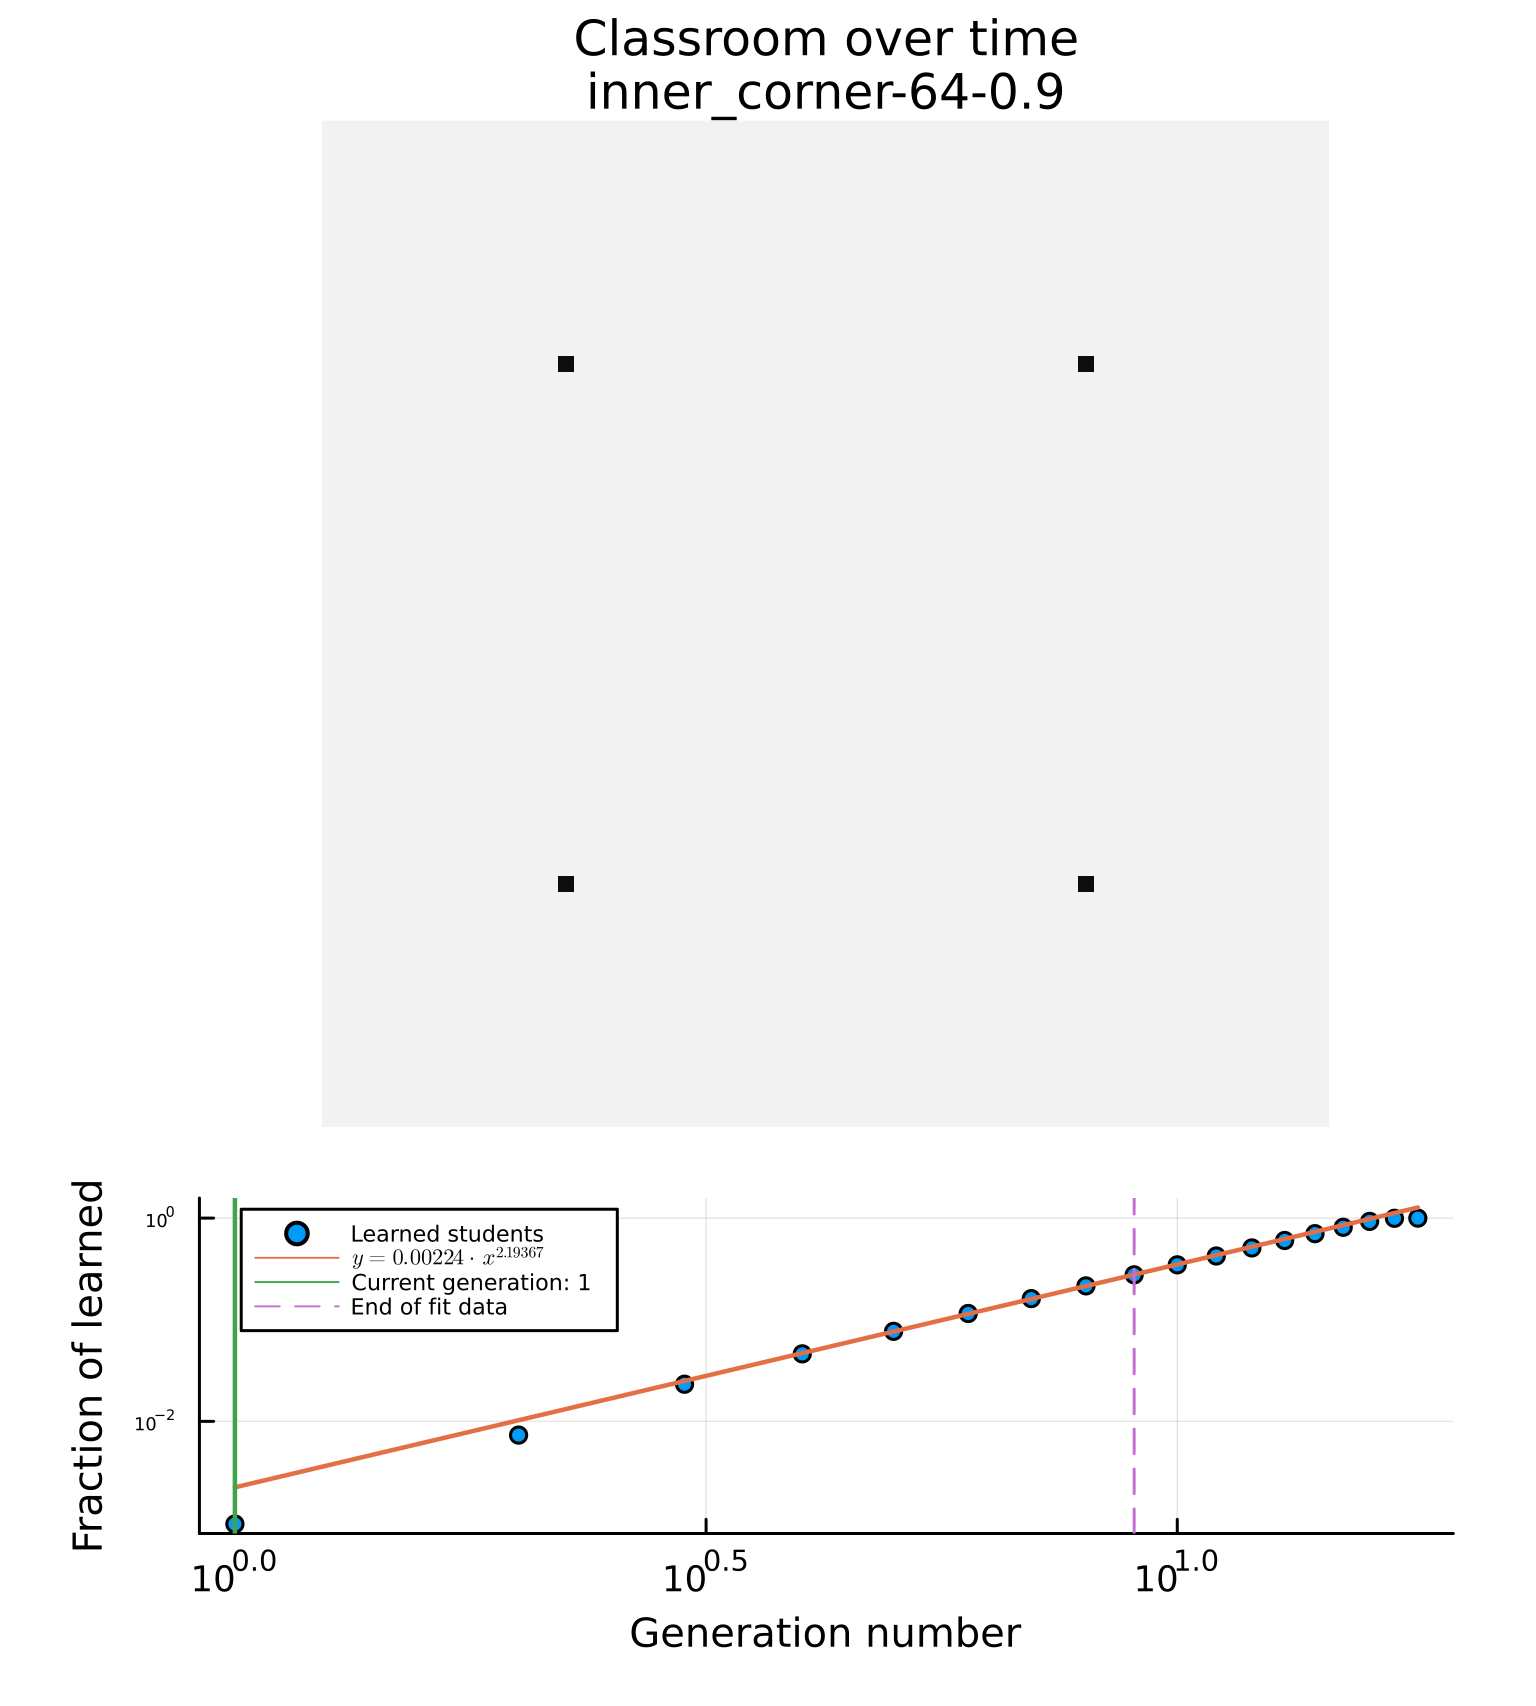 Classroom over time
inner_corner-64-0.9
Fraction of learned
10^0
10^−2
Learned students
y = 0.00224 · x^2.19367
Current generation: 1
End of fit data
10^0.0
10^0.5
10^1.0
Generation number